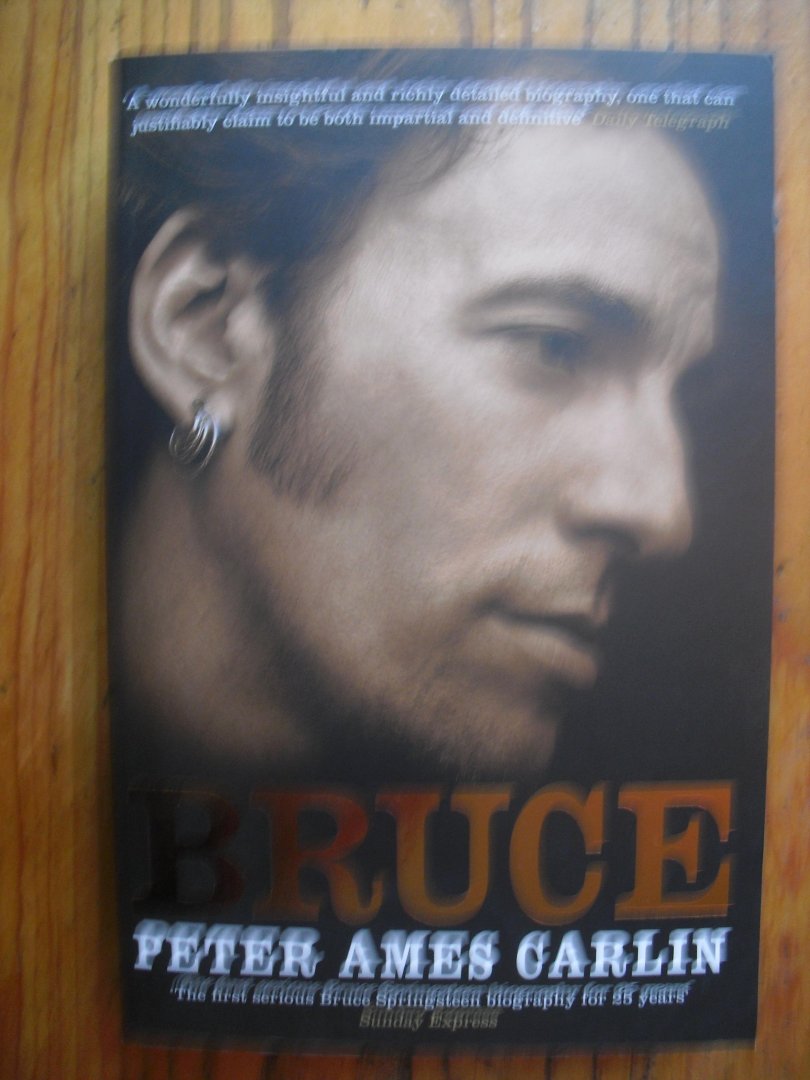 'A wonderfully insightful and richly detailed biography, one that can
justifiably claim to be both impartial and definitive' Daily Telegraph
BRUCE
PETER AMES CARLIN
'The first serious Bruce Springsteen biography for 25 years'
Sunday Express